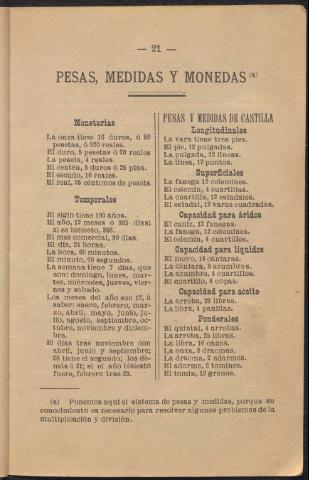 — 21 —
PESAS, MEDIDAS Y MONEDAS (a)
Monetarias
La onza tiene 16 duros, ú 80
pesetas, ó 320 reales.
El duro, 5 pesetas ó 20 reales
La peseta, 4 reales.
El centén, 5 duros ó 25 ptas.
El escudo, 10 reales.
El real, 25 céntimos de peseta
Temporales
El siglo tiene 100 años.
El año, 12 meses o 365 días;
si es bisiesto, 366.
El mes comercial, 30 días.
El día, 24 horas.
La hora, 60 minutos.
El minuto, 60 segundos.
La semana tiene 7 días, que
son: domingo, lunes, mar-
tes, miércoles, jueves, vier-
nes y sábado.
Los meses del año son 12, á
saber: enero, febrero, mar-
zo, abril, mayo, junio, ju-
lio, agosto, septiembre, oc-
tubre, noviembre y diciem-
bre.
30 días trae noviembre con
abril, junio y septiembre;
28 tiene el segundo; los de-
más á 31; si el año bisiesto
fuere, febrero trae 29.
PESAS Y MEDIDAS DE CASTILLA
Longitudinales
La vara tiene tres pies.
El pie, 12 pulgadas.
La pulgada, 12 líneas.
La línea, 12 puntos.
Superficiales
La fanega 12 celemines.
El celemín, 4 cuartillas.
La cuartilla, 12 estadales.
El estadal, 12 varas cuadradas.
Capacidad para áridos
El cahíz, 12 fanegas.
La fanega, 12 celemines.
El celemín, 4 cuartillos.
Capacidad para líquidos
El moyo, 16 cántaras.
La cántara, 8 azumbres.
La azumbre, 4 cuartillos.
El cuartillo, 4 copas.
Capacidad para aceite
La arroba, 25 libras.
La libra, 4 panillas.
Ponderales
El quintal, 4 arrobas.
La arroba, 25 libras.
La libra, 16 onzas.
La onza, 8 dracmas.
La dracma, 2 adarmes.
El adarme, 3 tomines.
El tomín, 12 granos.
(a) Ponemos aquí el sistema de pesas y medidas, porque su
conocimiento es necesario para resolver algunos problemas de la
multiplicación y división.